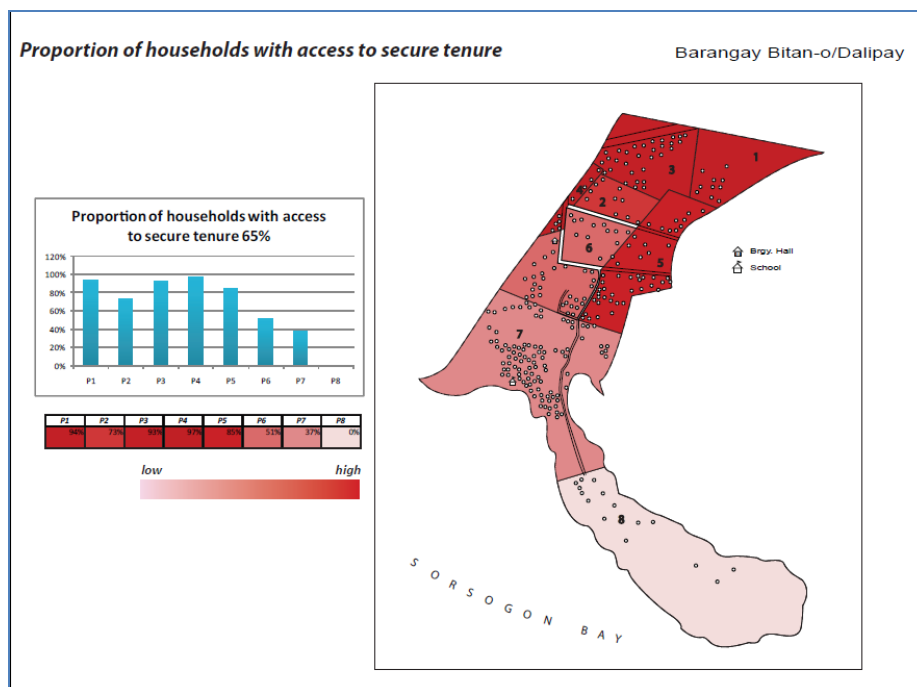 Proportion of households with access to secure tenure
Barangay Bitan-o/Dalipay
Proportion of households with access
to secure tenure 65%
120%
100%
80%
60%
40%
20%
0%
P1 P2 P3 P4 P5 P6 P7 P8
P1 P2 P3 P4 P5 P6 P7 P8
94% 73% 93% 97% 85% 51% 37% 0%
low high
1
3
4
2
6
5
Brgy. Hall
School
7
8
SORSOGON BAY